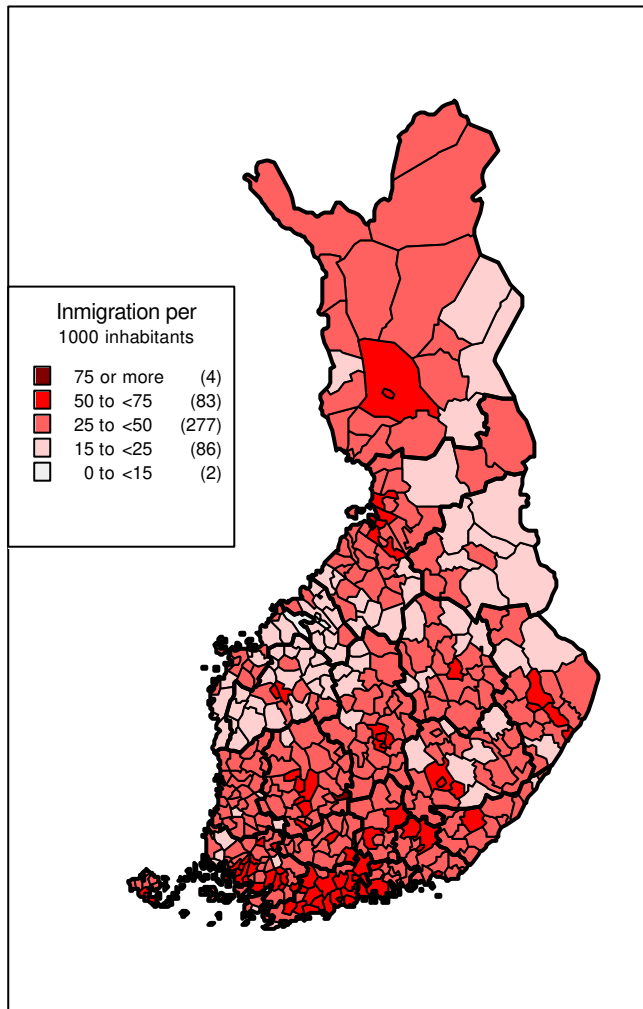 Inmigration per
1000 inhabitants
75 or more (4)
50 to <75 (83)
25 to <50 (277)
15 to <25 (86)
0 to <15 (2)